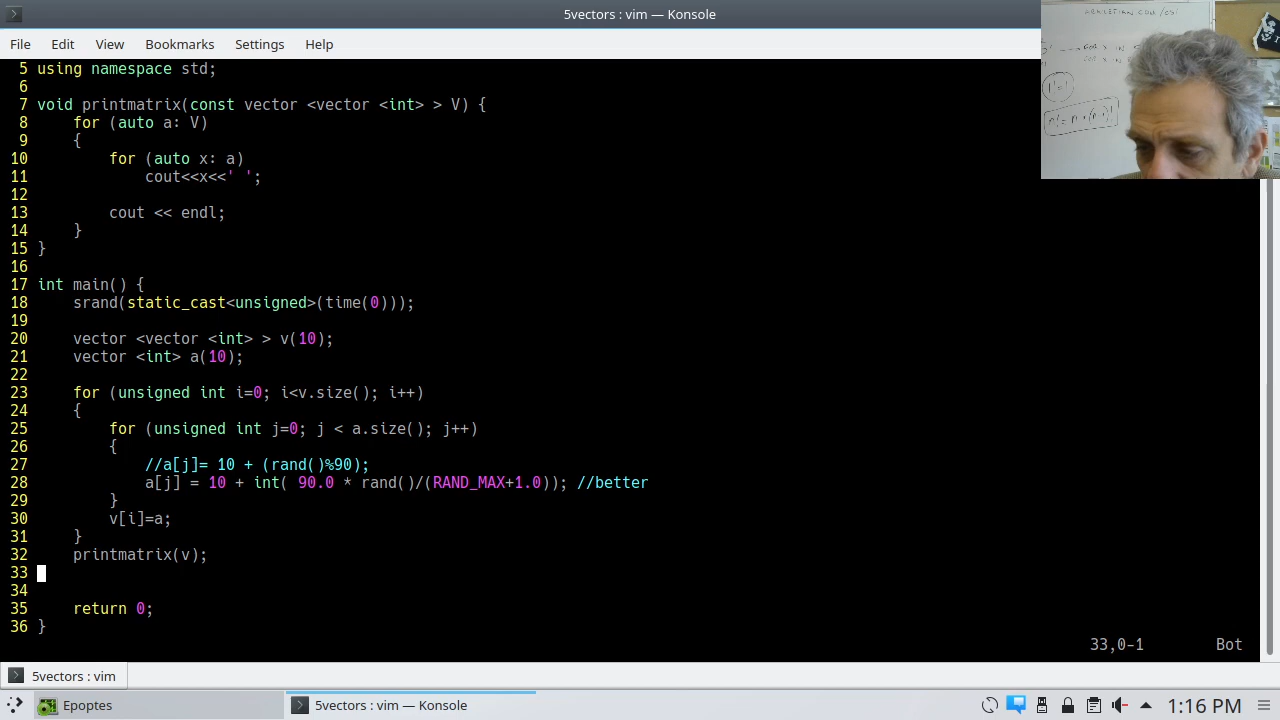 5vectors : vim — Konsole
File Edit View Bookmarks Settings Help
5 using namespace std;
6
7 void printmatrix(const vector <vector <int> > V) {
8     for (auto a: V)
9     {
10         for (auto x: a)
11             cout<<x<<' ';
12
13         cout << endl;
14     }
15 }
16
17 int main() {
18     srand(static_cast<unsigned>(time(0)));
19
20     vector <vector <int> > v(10);
21     vector <int> a(10);
22
23     for (unsigned int i=0; i<v.size(); i++)
24     {
25         for (unsigned int j=0; j < a.size(); j++)
26         {
27             //a[j]= 10 + (rand()%90);
28             a[j] = 10 + int( 90.0 * rand()/(RAND_MAX+1.0)); //better
29         }
30         v[i]=a;
31     }
32     printmatrix(v);
33
34
35     return 0;
36 }
33,0-1 Bot
5vectors : vim
Epoptes
5vectors : vim — Konsole
1:16 PM